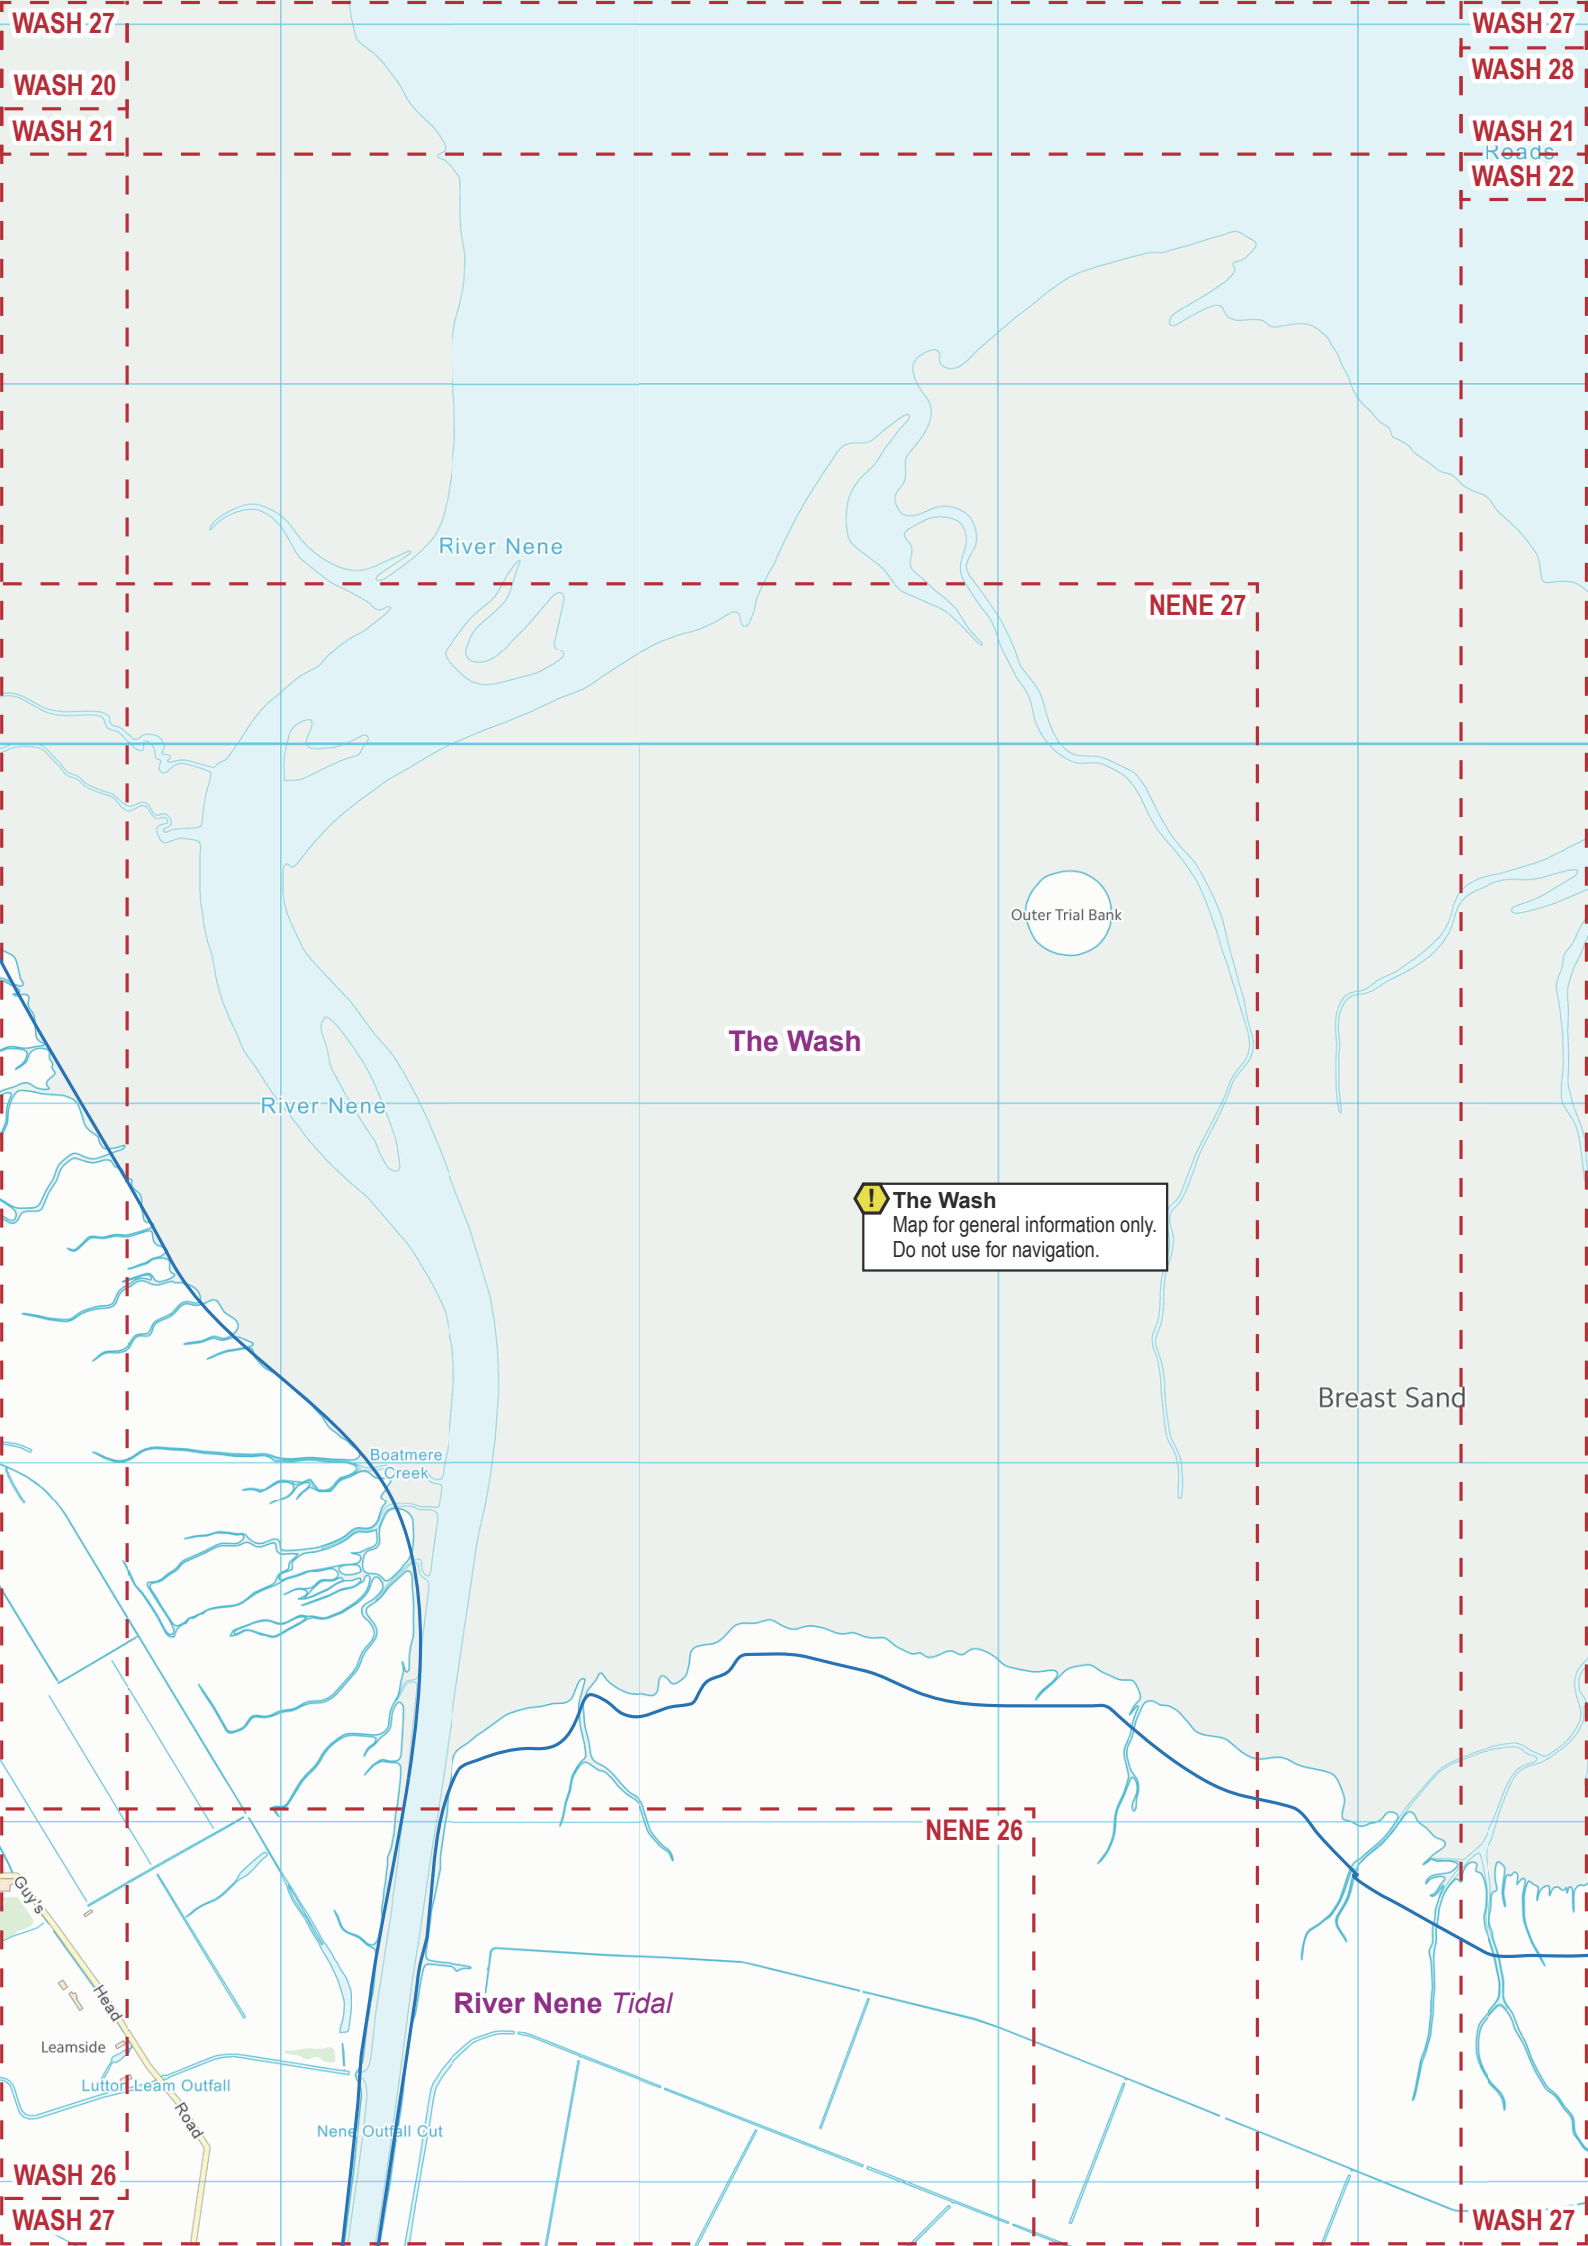 WASH 27
WASH 27
WASH 28
WASH 20
WASH 21
WASH 21
Roads
WASH 22
River Nene
NENE 27
Outer Trial Bank
The Wash
River Nene
! The Wash
Map for general information only.
Do not use for navigation.
Breast Sand
Boatmere
Creek
NENE 26
Guy's
Head
Road
River Nene Tidal
Leamside
Lutton Leam Outfall
Nene Outfall Cut
WASH 26
WASH 27
WASH 27